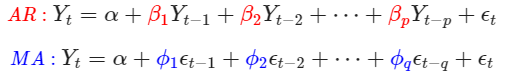 AR : Y_t = α + β_1 Y_{t−1} + β_2 Y_{t−2} + ⋯ + β_p Y_{t−p} + ϵ_t
MA : Y_t = α + ϕ_1 ϵ_{t−1} + ϕ_2 ϵ_{t−2} + ⋯ + ϕ_q ϵ_{t−q} + ϵ_t